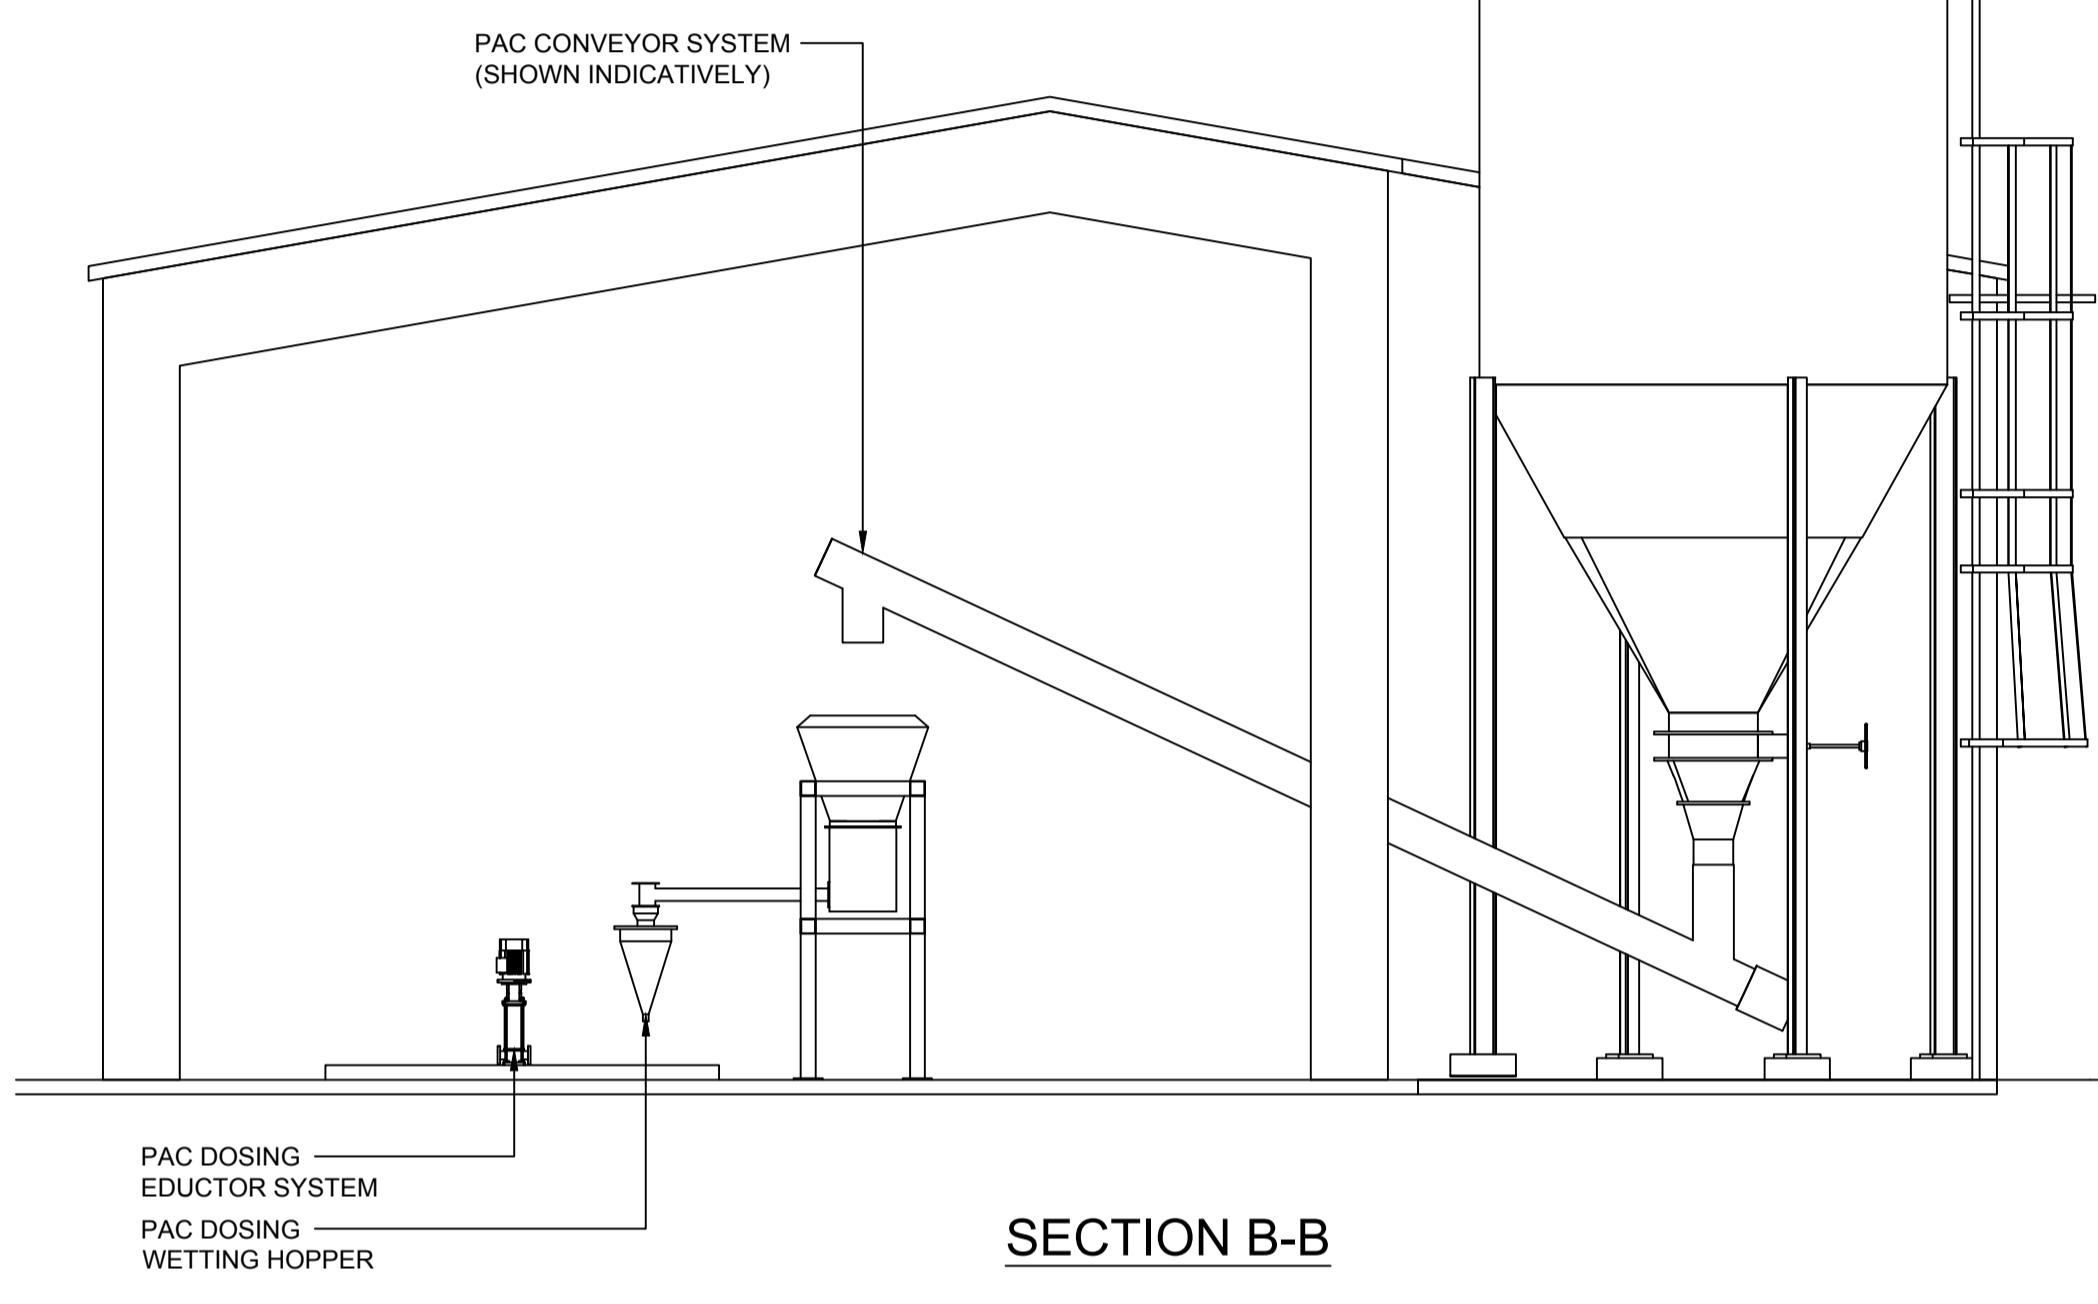 PAC CONVEYOR SYSTEM
(SHOWN INDICATIVELY)
PAC DOSING
EDUCTOR SYSTEM
PAC DOSING
WETTING HOPPER
SECTION B-B